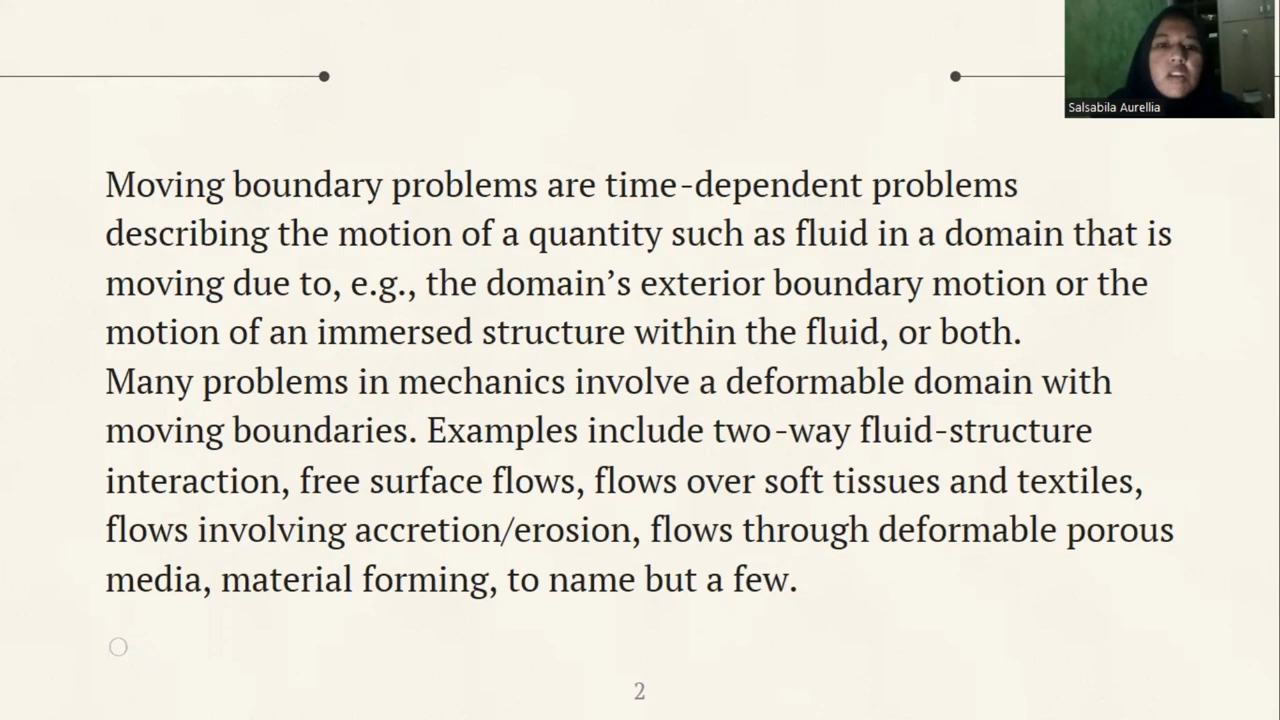 Salsabila Aurellia
Moving boundary problems are time-dependent problems
describing the motion of a quantity such as fluid in a domain that is
moving due to, e.g., the domain’s exterior boundary motion or the
motion of an immersed structure within the fluid, or both.
Many problems in mechanics involve a deformable domain with
moving boundaries. Examples include two-way fluid-structure
interaction, free surface flows, flows over soft tissues and textiles,
flows involving accretion/erosion, flows through deformable porous
media, material forming, to name but a few.
2